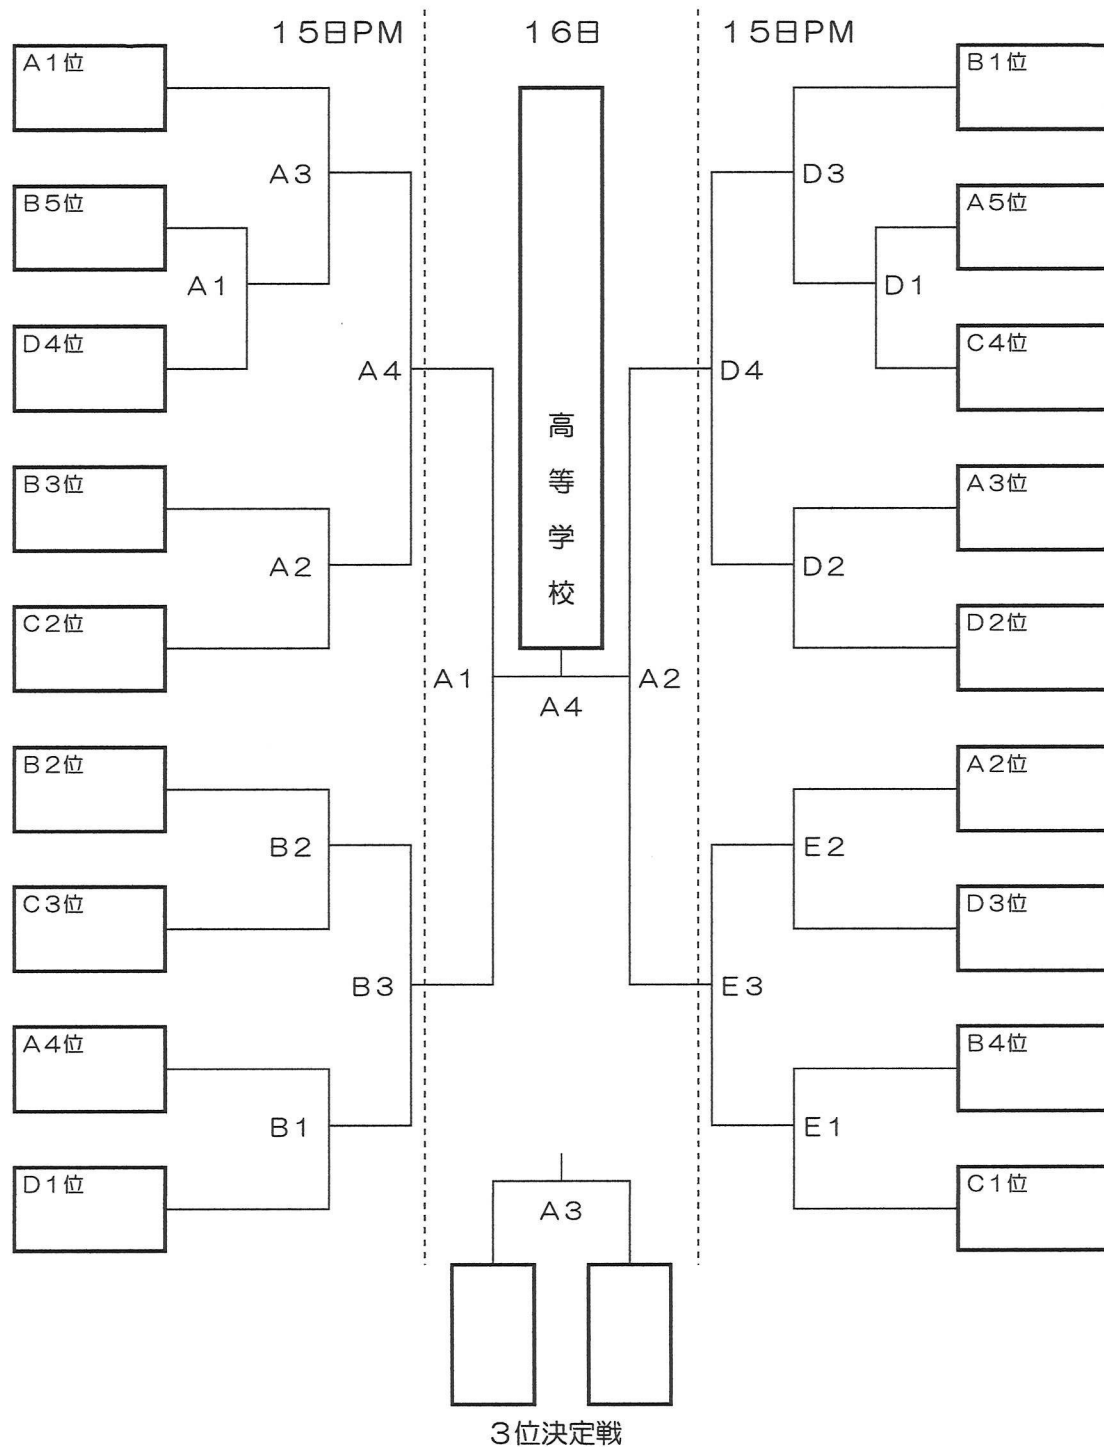 15日PM
16日
15日PM
A1位
B5位
D4位
B3位
C2位
B2位
C3位
A4位
D1位
A3
A1
A4
A2
B2
B3
B1
高等学校
A1
A4
A2
A3
3位決定戦
D3
D1
D4
D2
E2
E3
E1
B1位
A5位
C4位
A3位
D2位
A2位
D3位
B4位
C1位